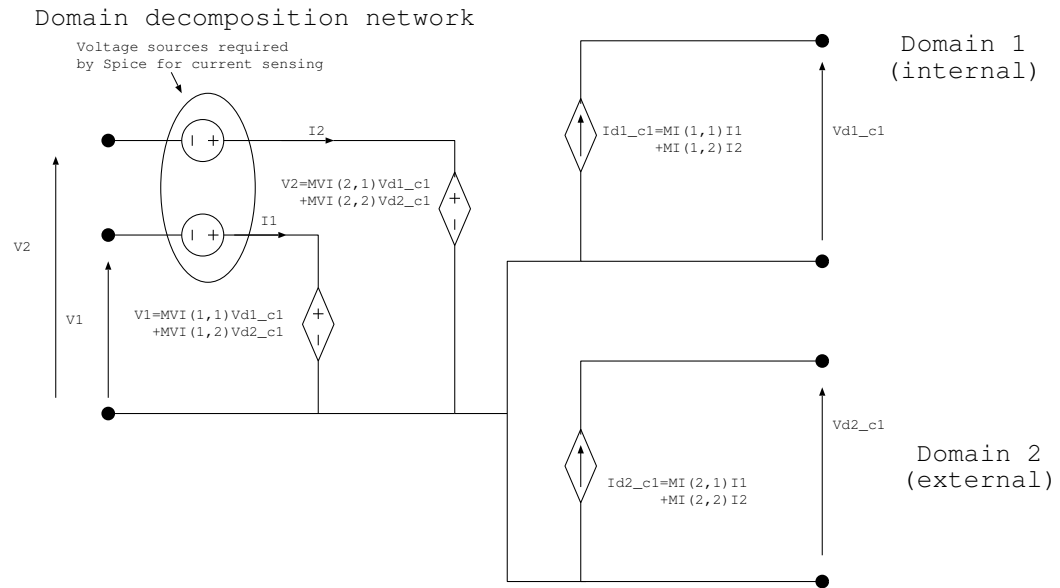 Domain decomposition network
Voltage sources required
by Spice for current sensing
I2
V2=MVI(2,1)Vd1_c1
+MVI(2,2)Vd2_c1
I1
V2
V1
V1=MVI(1,1)Vd1_c1
+MVI(1,2)Vd2_c1
Id1_c1=MI(1,1)I1
+MI(1,2)I2
Vd1_c1
Domain 1
(internal)
Id2_c1=MI(2,1)I1
+MI(2,2)I2
Vd2_c1
Domain 2
(external)